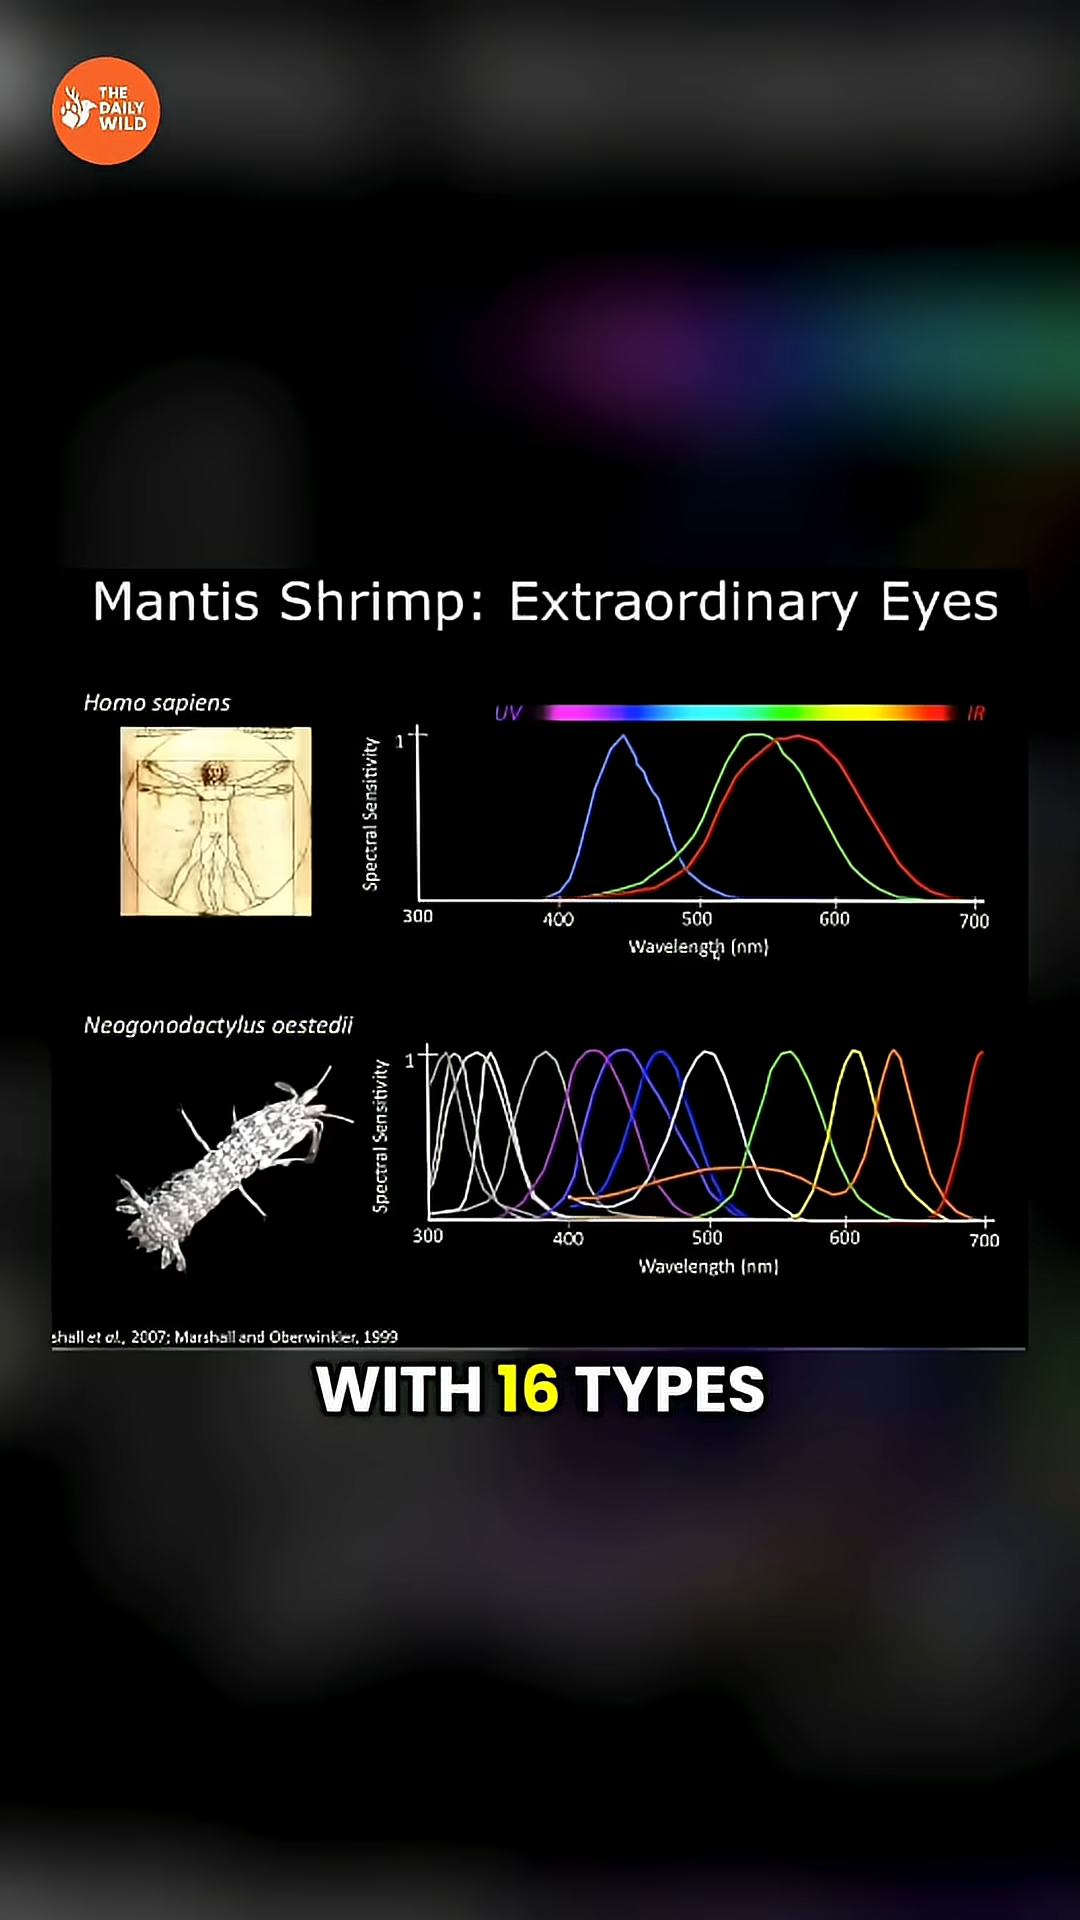 THE
DAILY
WILD
Mantis Shrimp: Extraordinary Eyes
Homo sapiens
UV
IR
Spectral Sensitivity
1
300
400
500
600
700
Wavelength (nm)
Neogonodactylus oestedii
Spectral Sensitivity
1
300
400
500
600
700
Wavelength (nm)
shall et al., 2007; Marshall and Oberwinkler, 1999
WITH 16 TYPES